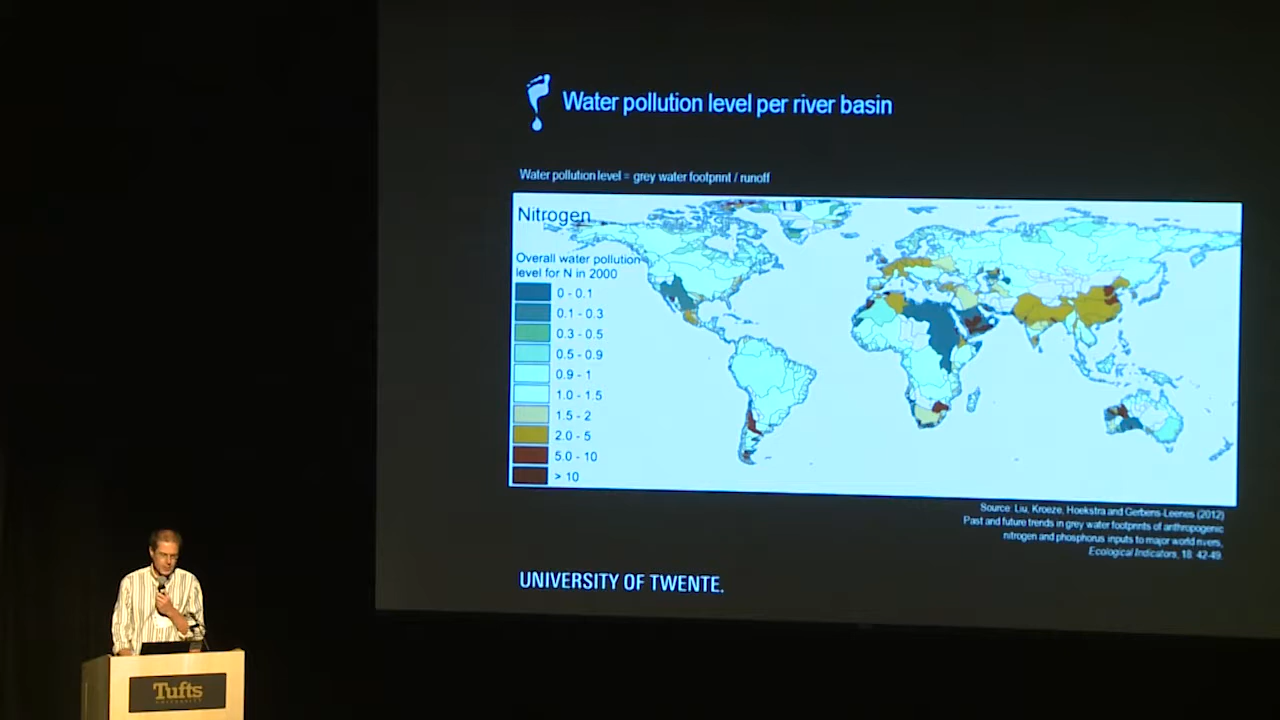 Water pollution level per river basin
Water pollution level = grey water footprint / runoff
Nitrogen
Overall water pollution
level for N in 2000
0 - 0.1
0.1 - 0.3
0.3 - 0.5
0.5 - 0.9
0.9 - 1
1.0 - 1.5
1.5 - 2
2.0 - 5
5.0 - 10
> 10
Source: Liu, Kroeze, Hoekstra and Gerbens-Leenes (2012)
Past and future trends in grey water footprints of anthropogenic
nitrogen and phosphorus inputs to major world rivers,
Ecological Indicators, 18: 42-49.
UNIVERSITY OF TWENTE.
Tufts
UNIVERSITY